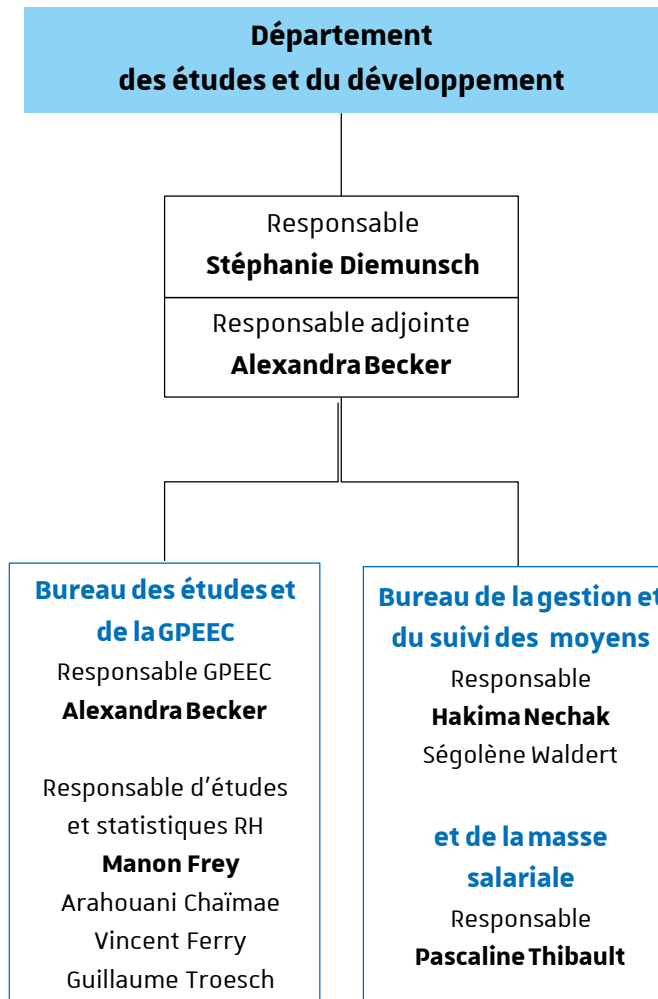 Département
des études et du développement
Responsable
Stéphanie Diemunsch
Responsable adjointe
Alexandra Becker
Bureau des études et
de la GPEEC
Responsable GPEEC
Alexandra Becker
Responsable d'études
et statistiques RH
Manon Frey
Arahouani Chaïmae
Vincent Ferry
Guillaume Troesch
Bureau de la gestion et
du suivi des moyens
Responsable
Hakima Nechak
Ségolène Waldert
et de la masse
salariale
Responsable
Pascaline Thibault